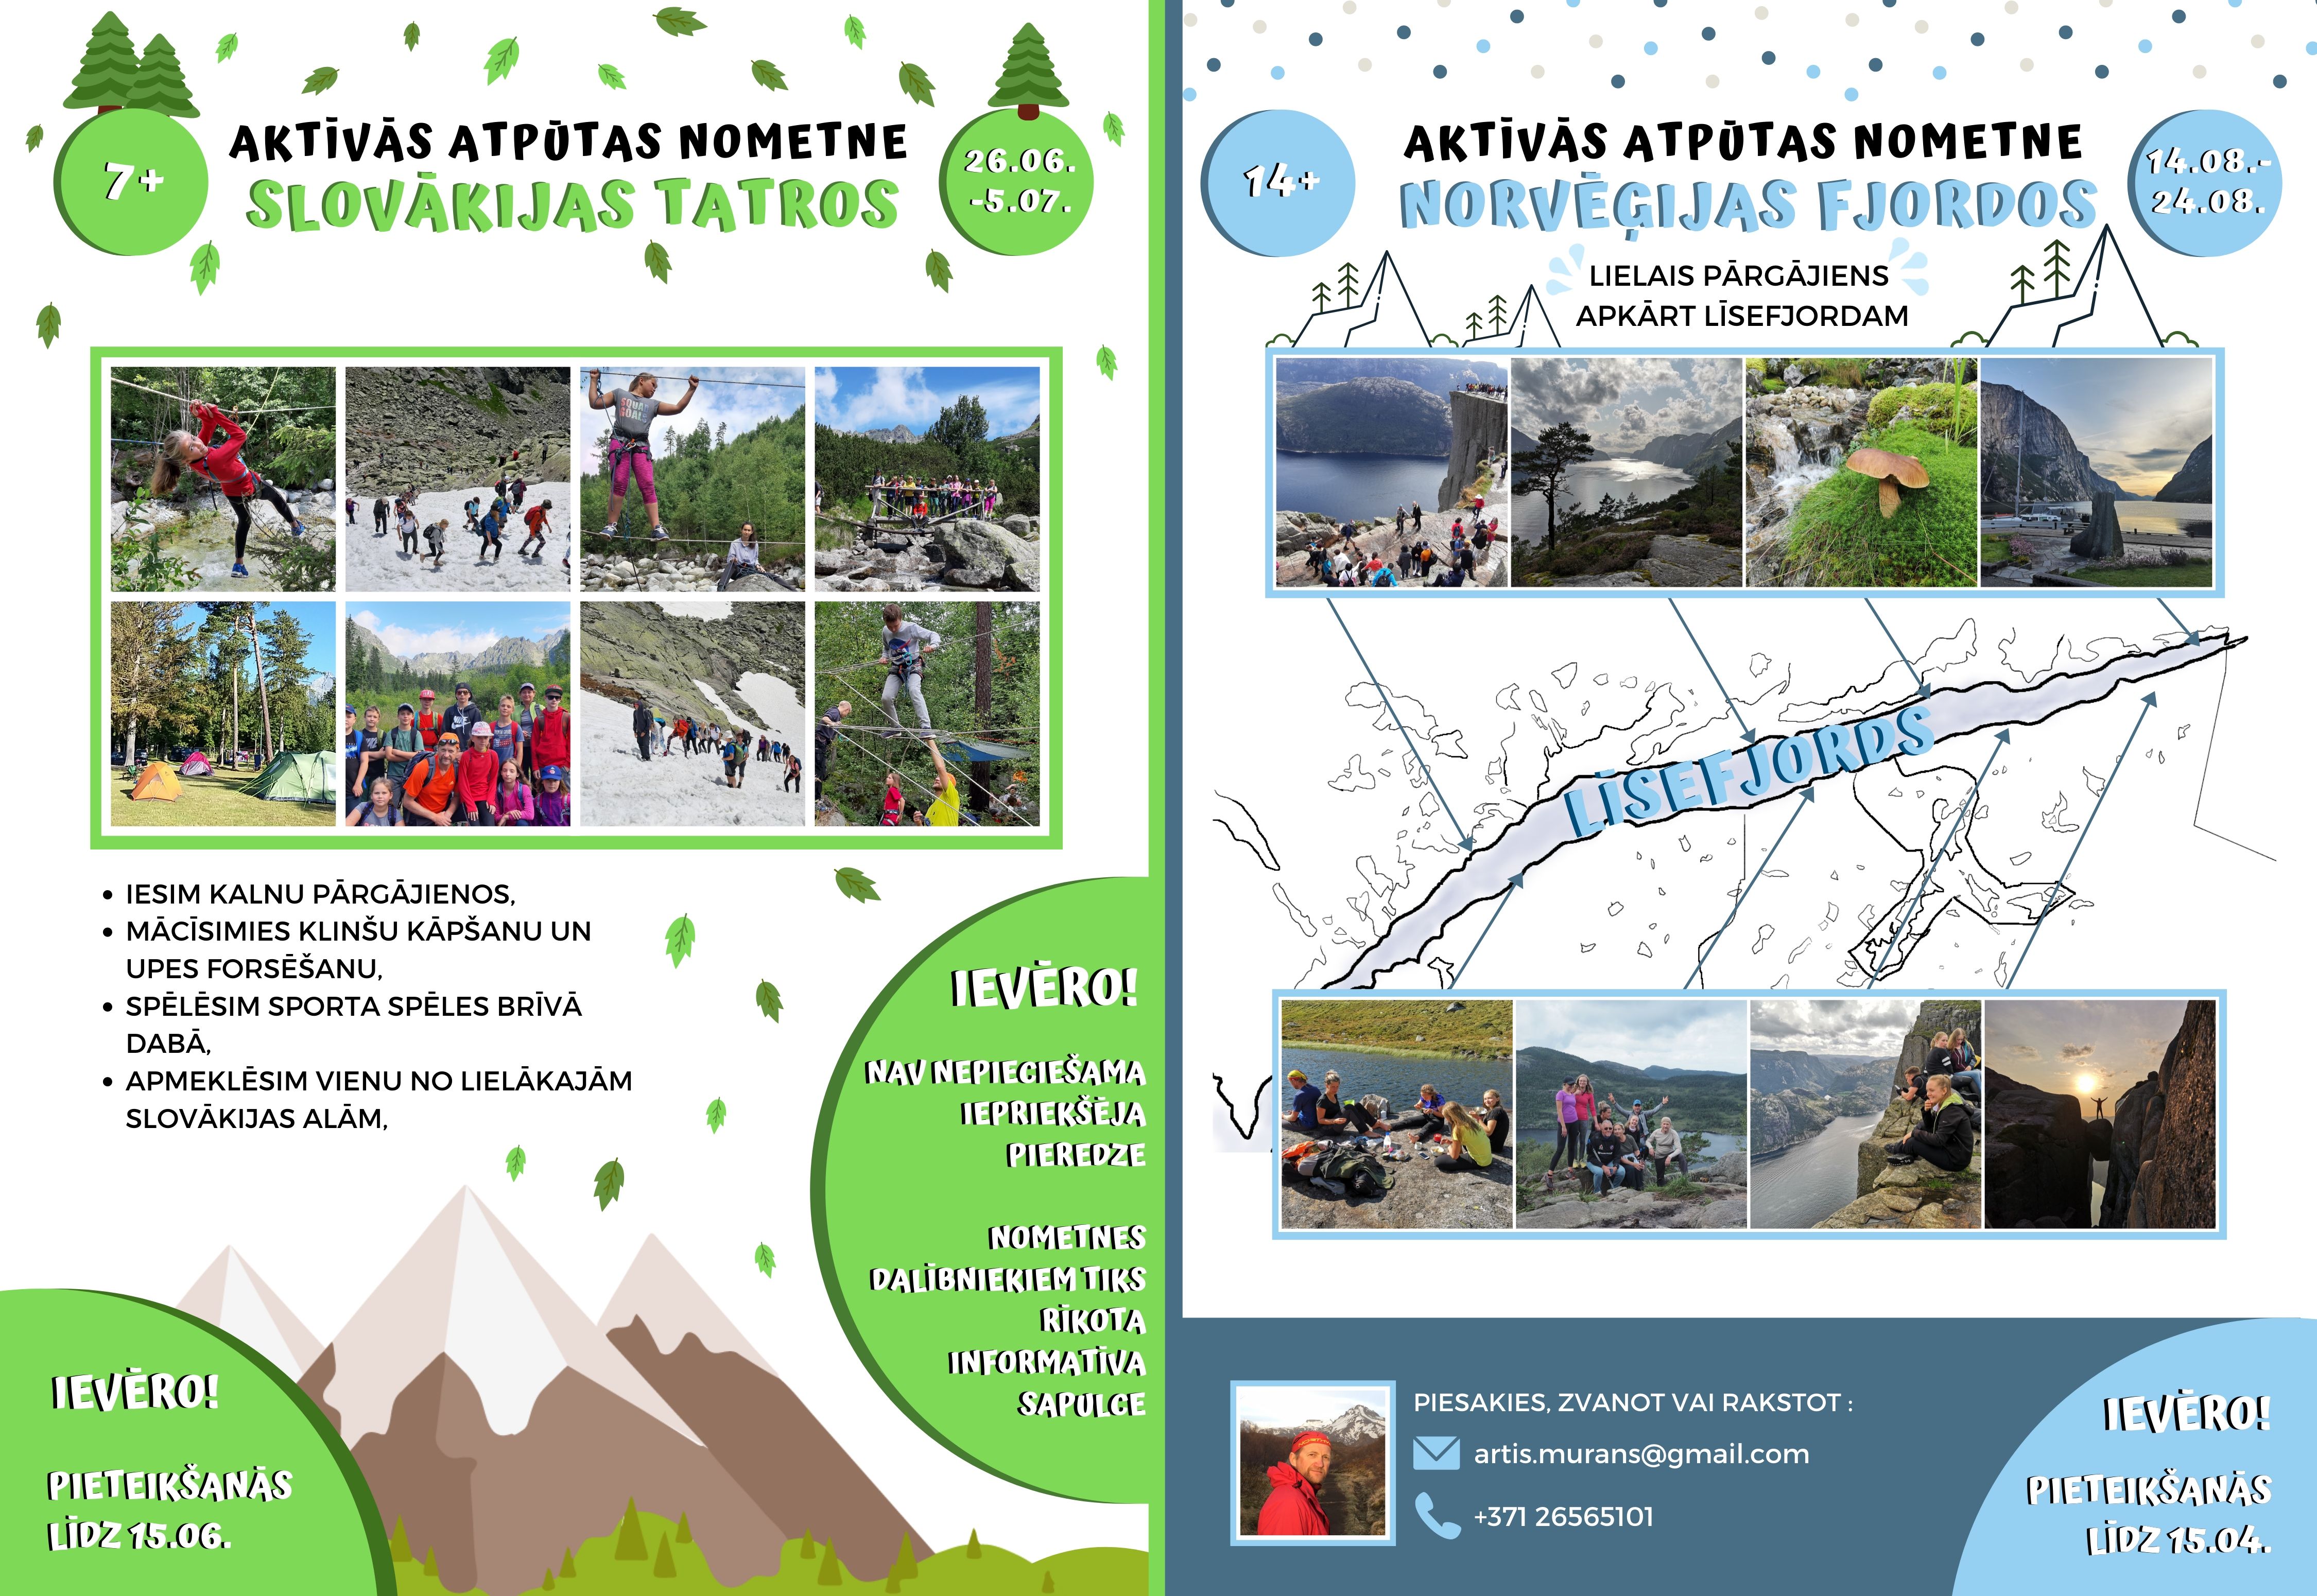 7+
AKTĪVĀS ATPŪTAS NOMETNE
SLOVĀKIJAS TATROS
26.06.
-5.07.
SQUAD
GOALS
IESIM KALNU PĀRGĀJIENOS,
MĀCĪSIMIES KLINŠU KĀPŠANU UN
UPES FORSĒŠANU,
SPĒLĒSIM SPORTA SPĒLES BRĪVĀ
DABĀ,
APMEKLĒSIM VIENU NO LIELĀKAJĀM
SLOVĀKIJAS ALĀM,
IEVĒRO!
NAV NEPIECIEŠAMA
IEPRIEKŠĒJA
PIEREDZE
NOMETNES
DALĪBNIEKIEM TIKS
RĪKOTA
INFORMATĪVA
SAPULCE
IEVĒRO!
PIETEIKŠANĀS
LĪDZ 15.06.
14+
AKTĪVĀS ATPŪTAS NOMETNE
NORVĒĢIJAS FJORDOS
14.08.-
24.08.
LIELAIS PĀRGĀJIENS
APKĀRT LĪSEFJORDAM
LĪSEFJORDS
PIESAKIES, ZVANOT VAI RAKSTOT :
artis.murans@gmail.com
+371 26565101
IEVĒRO!
PIETEIKŠANĀS
LĪDZ 15.04.